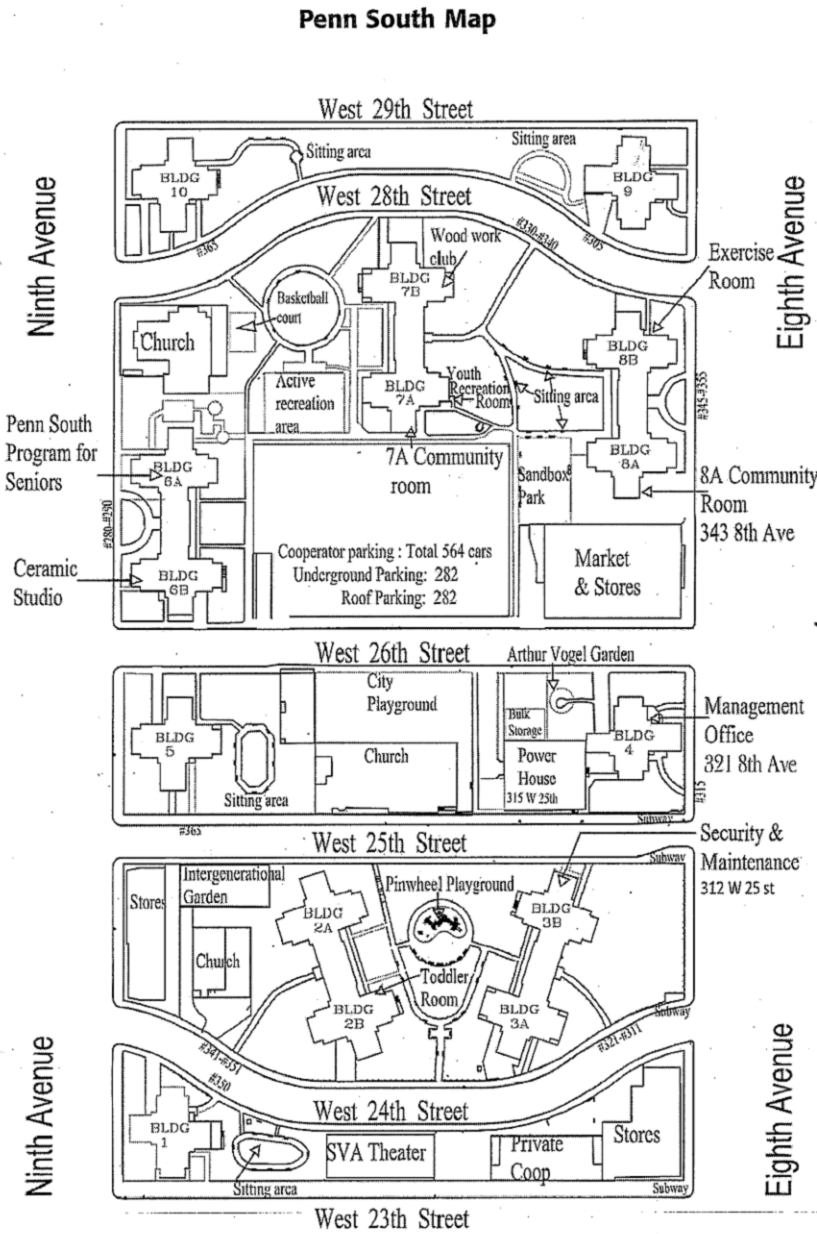 Penn South Map
West 29th Street
Sitting area
Sitting area
BLDG
10
BLDG
9
West 28th Street
Ninth Avenue
Eighth Avenue
#365
#330-#340
#305
Wood work
club
Exercise
Room
BLDG
7B
Basketball
court
Church
BLDG
8B
Active
recreation
area
BLDG
7A
Youth
Recreation
Room
Sitting area
#345-#355
Penn South
Program for
Seniors
BLDG
6A
7A Community
room
Sandbox
Park
BLDG
8A
8A Community
Room
343 8th Ave
#280-#290
Cooperator parking : Total 564 cars
Underground Parking: 282
Roof Parking: 282
Market
& Stores
Ceramic
Studio
BLDG
6B
West 26th Street
Arthur Vogel Garden
City
Playground
Bulk
Storage
Management
Office
321 8th Ave
BLDG
5
BLDG
4
Church
Power
House
315 W 25th
Sitting area
#315
Subway
#365
West 25th Street
Security &
Maintenance
312 W 25 st
Subway
Intergenerational
Garden
Stores
Pinwheel Playground
BLDG
2A
BLDG
3B
Church
Toddler
Room
BLDG
2B
BLDG
3A
Subway
#341-#351
#321-#311
#350
Ninth Avenue
Eighth Avenue
West 24th Street
BLDG
1
SVA Theater
Private
Coop
Stores
Sitting area
Subway
West 23th Street